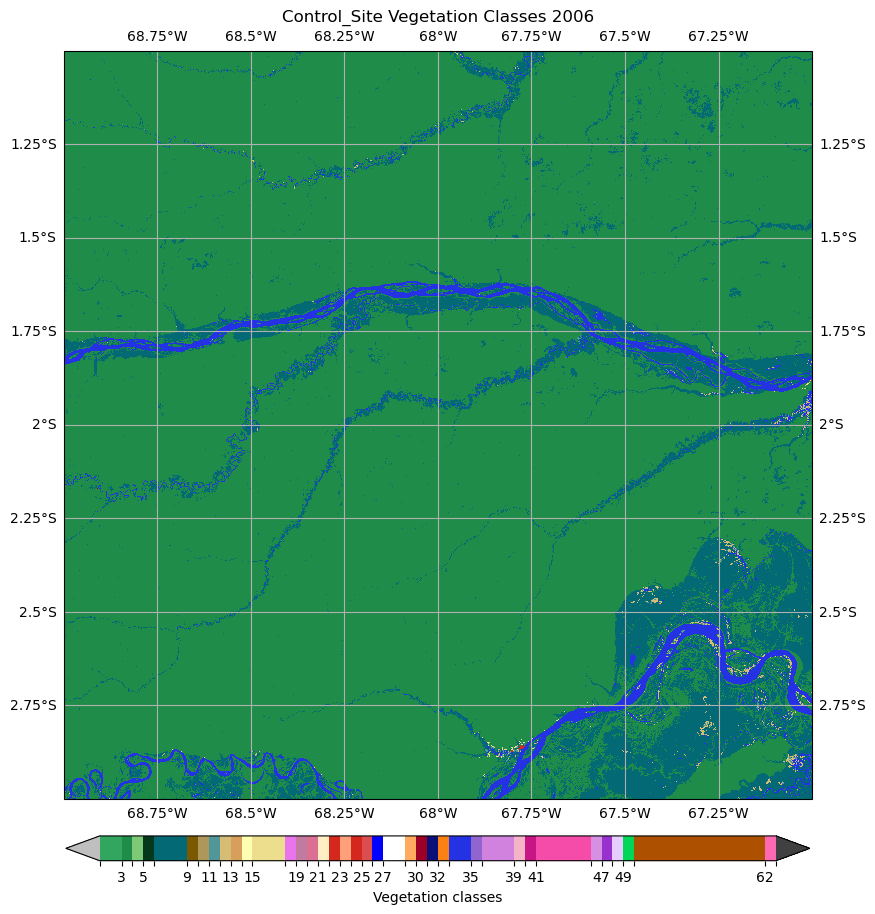 Control_Site Vegetation Classes 2006
68.75°W 68.5°W 68.25°W 68°W 67.75°W 67.5°W 67.25°W
1.25°S 1.25°S
1.5°S 1.5°S
1.75°S 1.75°S
2°S 2°S
2.25°S 2.25°S
2.5°S 2.5°S
2.75°S 2.75°S
68.75°W 68.5°W 68.25°W 68°W 67.75°W 67.5°W 67.25°W
3 5 9 11 13 15 19 21 23 25 27 30 32 35 39 41 47 49 62
Vegetation classes